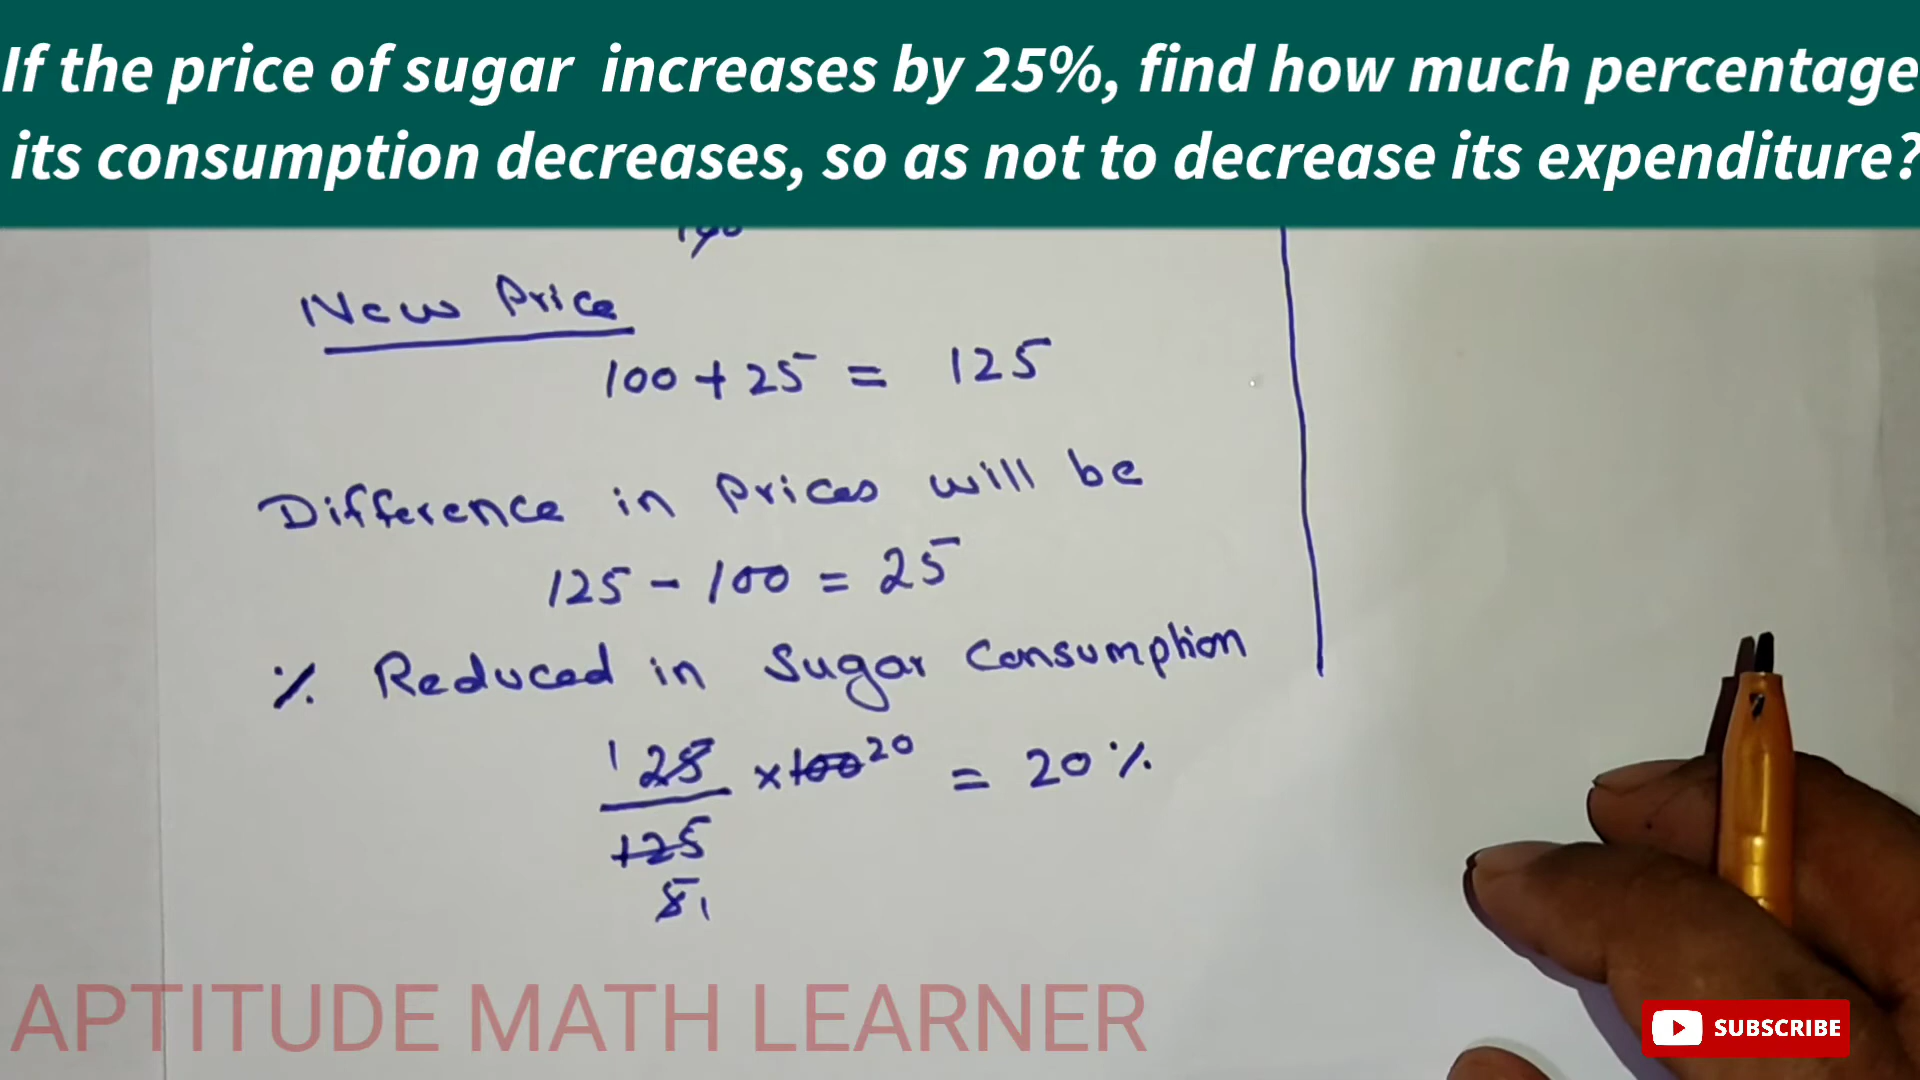 If the price of sugar increases by 25%, find how much percentage
its consumption decreases, so as not to decrease its expenditure?
New Price
100 + 25 = 125
Difference in Prices will be
125 - 100 = 25
% Reduced in Sugar Consumption
1 25 × 100 20 = 20%
125
5 1
APTITUDE MATH LEARNER
SUBSCRIBE